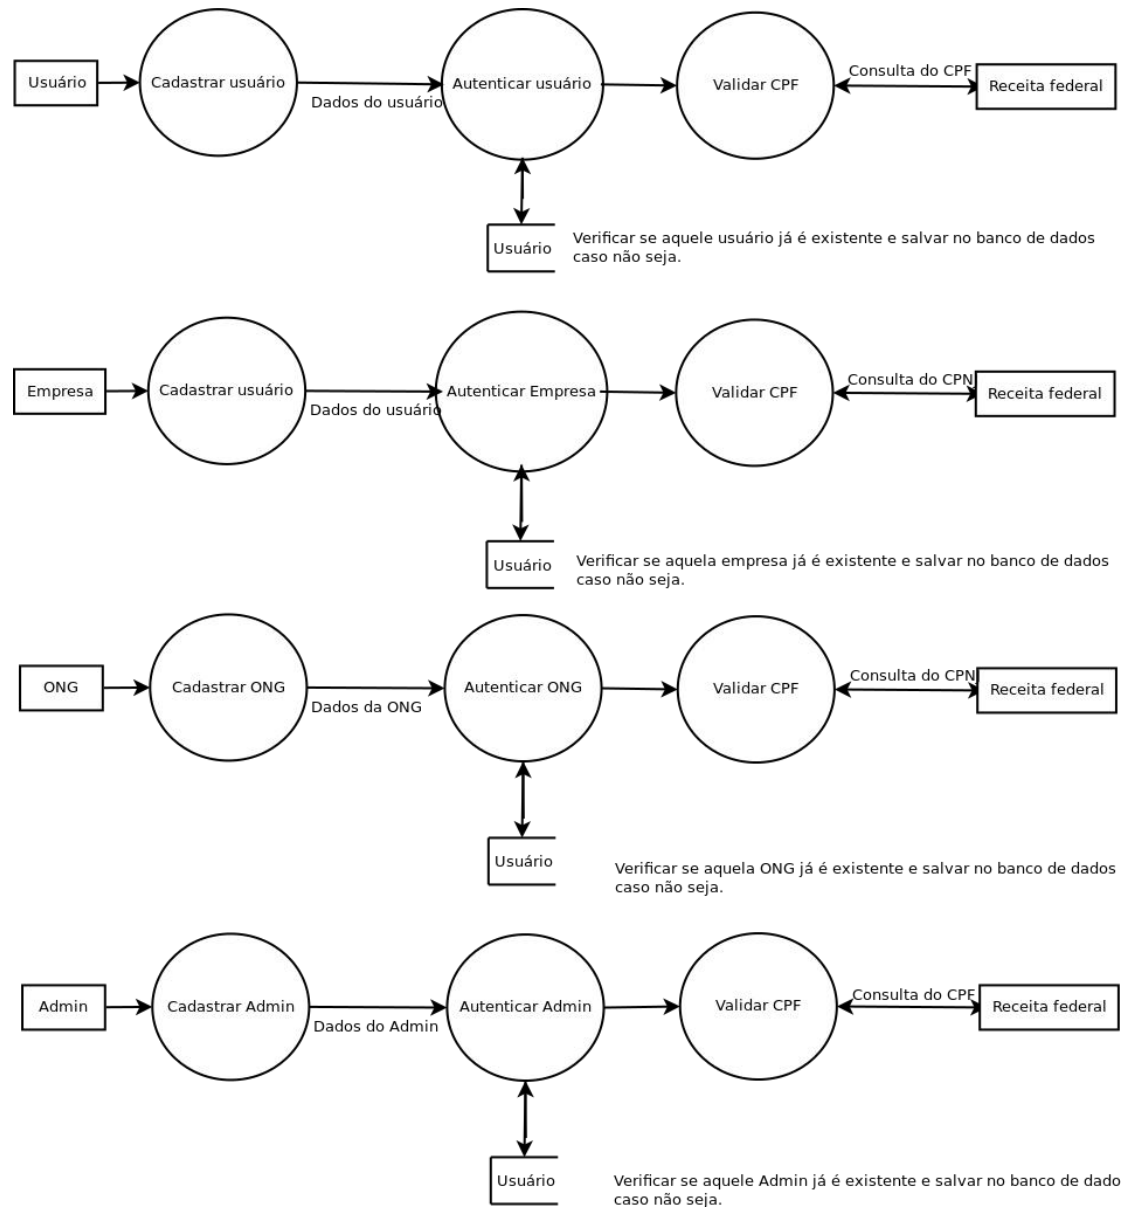 Usuário
Cadastrar usuário
Dados do usuário
Autenticar usuário
Validar CPF
Consulta do CPF
Receita federal
Usuário
Verificar se aquele usuário já é existente e salvar no banco de dados
caso não seja.
Empresa
Cadastrar usuário
Dados do usuário
Autenticar Empresa
Validar CPF
Consulta do CPN
Receita federal
Usuário
Verificar se aquela empresa já é existente e salvar no banco de dados
caso não seja.
ONG
Cadastrar ONG
Dados da ONG
Autenticar ONG
Validar CPF
Consulta do CPN
Receita federal
Usuário
Verificar se aquela ONG já é existente e salvar no banco de dados
caso não seja.
Admin
Cadastrar Admin
Dados do Admin
Autenticar Admin
Validar CPF
Consulta do CPF
Receita federal
Usuário
Verificar se aquele Admin já é existente e salvar no banco de dado
caso não seja.